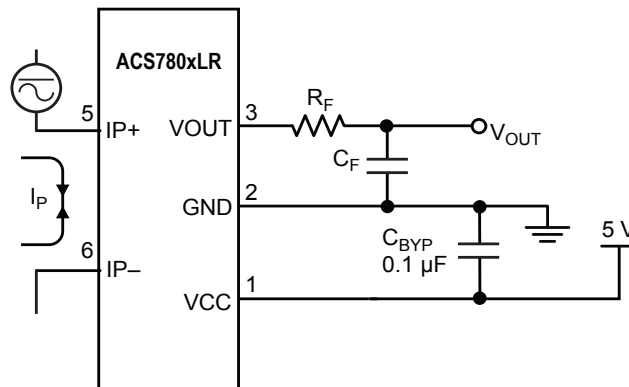 ACS780xLR
5
IP+
VOUT
3
R_F
V_OUT
C_F
I_P
GND
2
6
IP–
C_BYP
0.1 µF
5 V
VCC
1